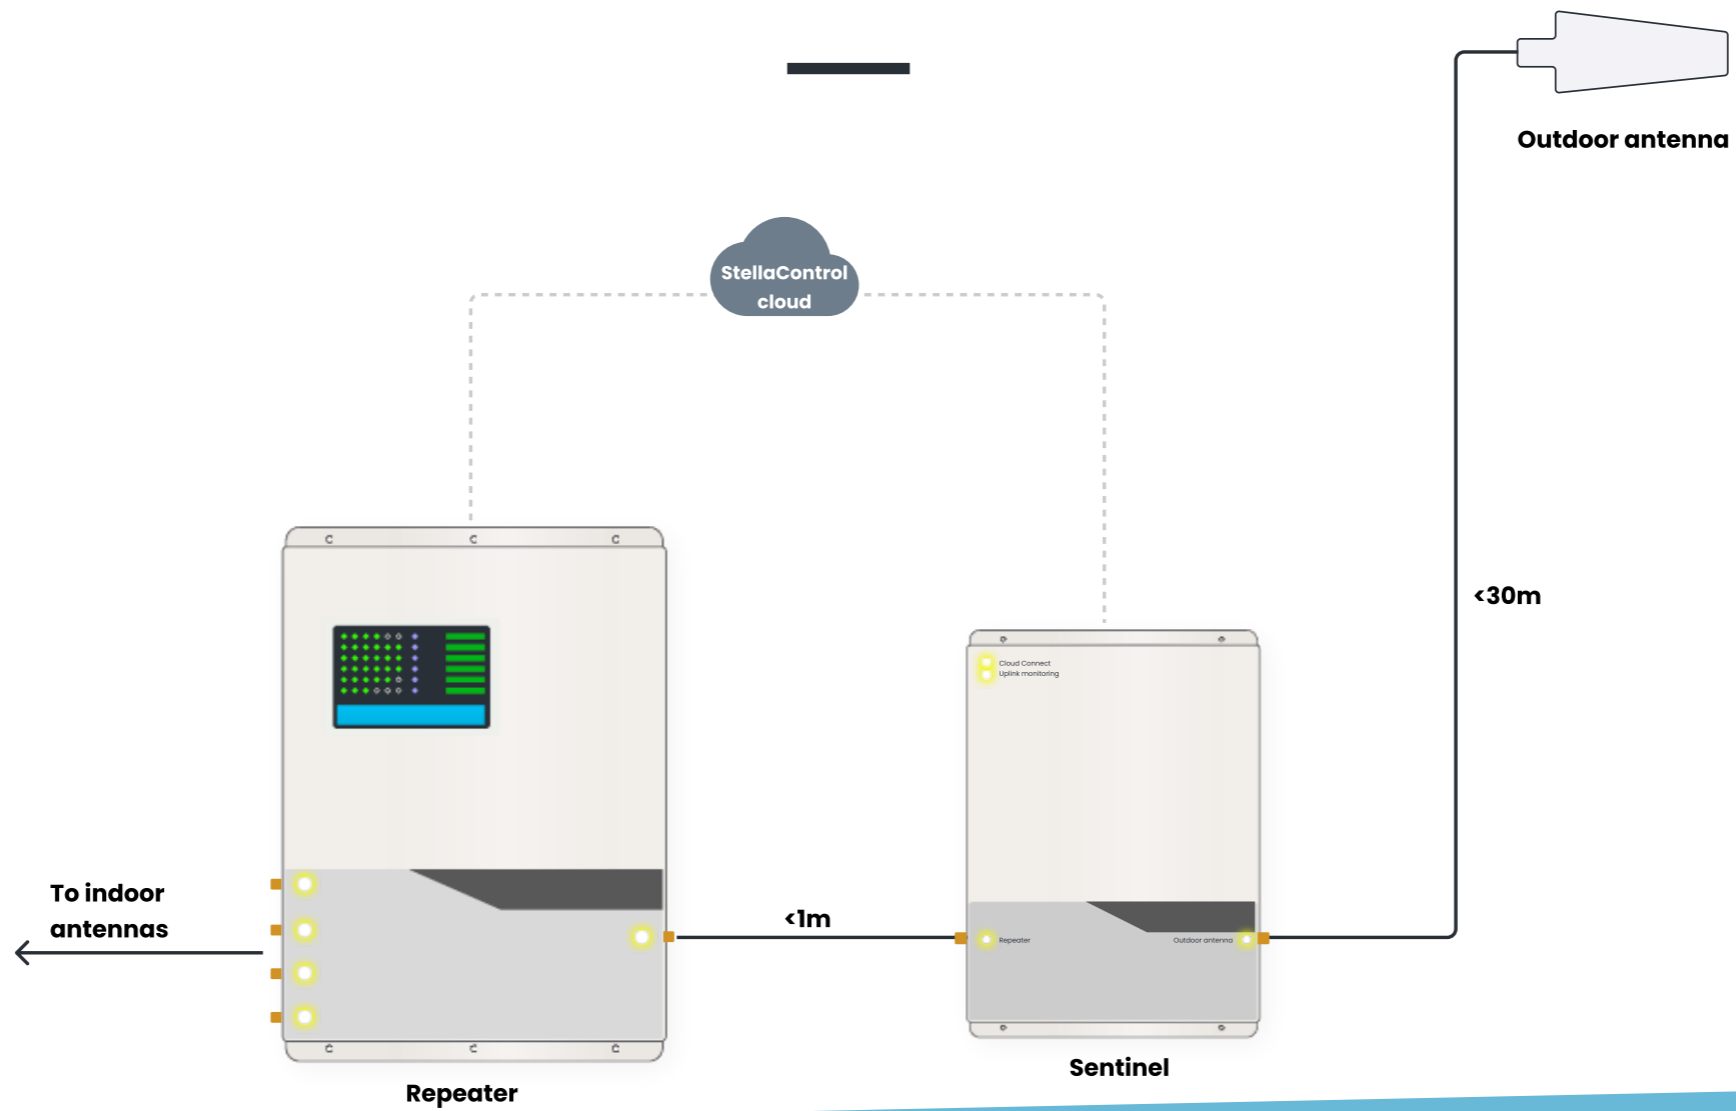 Outdoor antenna
StellaControl
cloud
<30m
Cloud Connect
Uplink monitoring
To indoor
antennas
<1m
Repeater
Outdoor antenna
Sentinel
Repeater